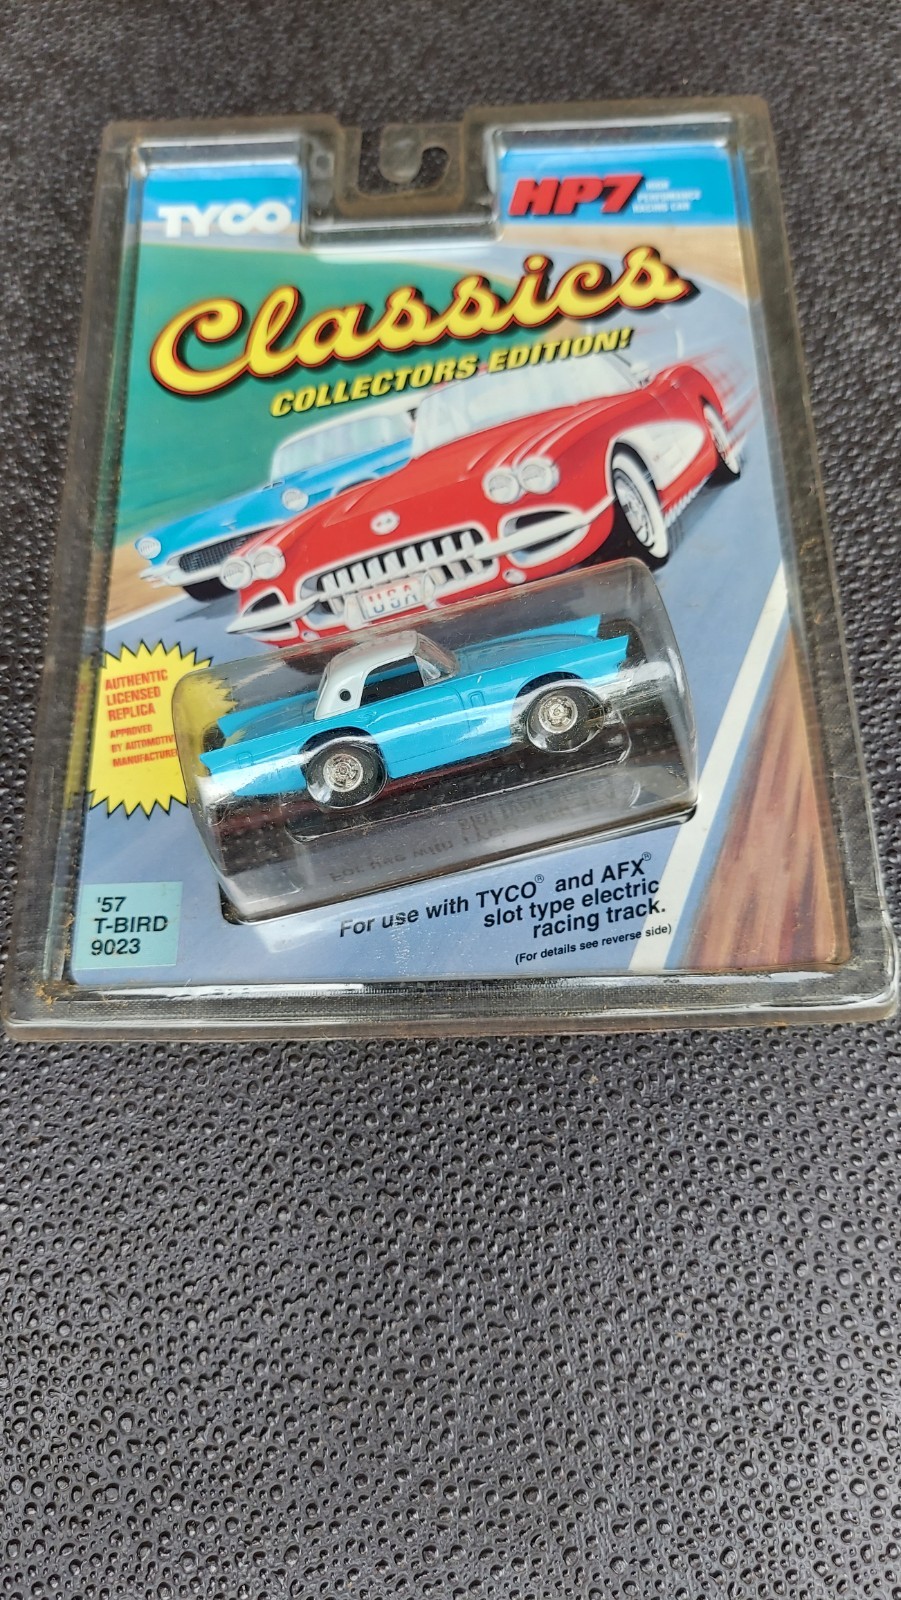 TYCO®
HP7
HIGH
PERFORMANCE
RACING CAR
Classics
COLLECTORS EDITION!
USA
AUTHENTIC
LICENSED
REPLICA
APPROVED
BY AUTOMOTIVE
MANUFACTURER
'57
T-BIRD
9023
For use with TYCO® and AFX®
slot type electric
racing track.
(For details see reverse side)